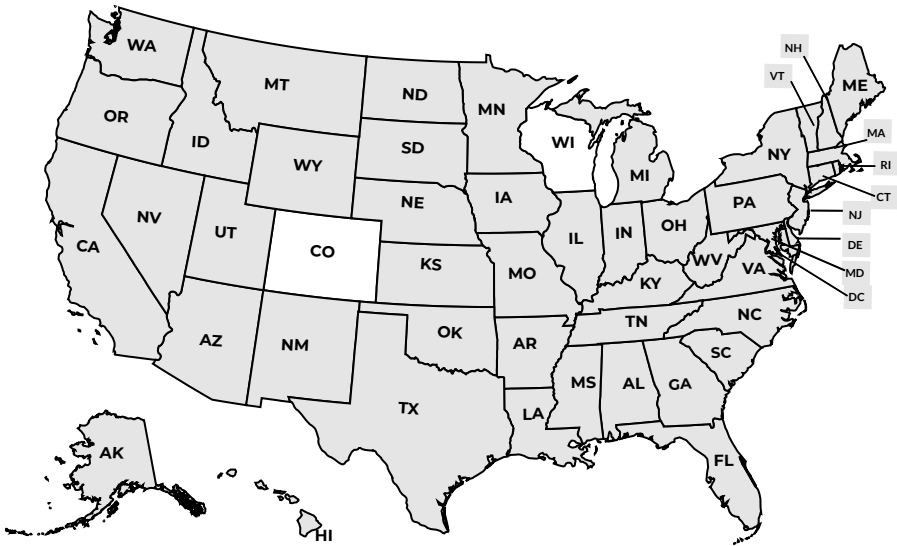 WA
MT
ND
MN
OR
ID
WY
SD
WI
MI
NY
VT
NH
ME
MA
RI
CT
NJ
DE
MD
DC
NV
UT
CO
NE
IA
IL
IN
OH
PA
CA
KS
MO
KY
WV
VA
AZ
NM
OK
AR
TN
NC
SC
TX
LA
MS
AL
GA
FL
AK
HI